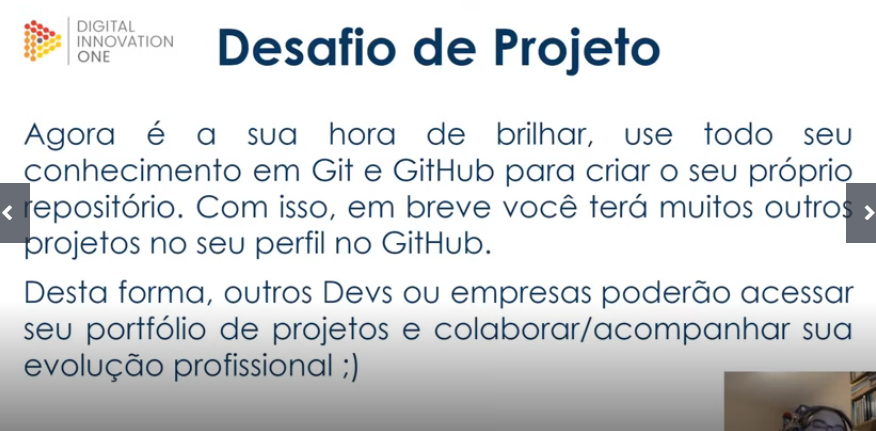 DIGITAL
INNOVATION
ONE
Desafio de Projeto
Agora é a sua hora de brilhar, use todo seu
conhecimento em Git e GitHub para criar o seu próprio
repositório. Com isso, em breve você terá muitos outros
projetos no seu perfil no GitHub.
Desta forma, outros Devs ou empresas poderão acessar
seu portfólio de projetos e colaborar/acompanhar sua
evolução profissional ;)